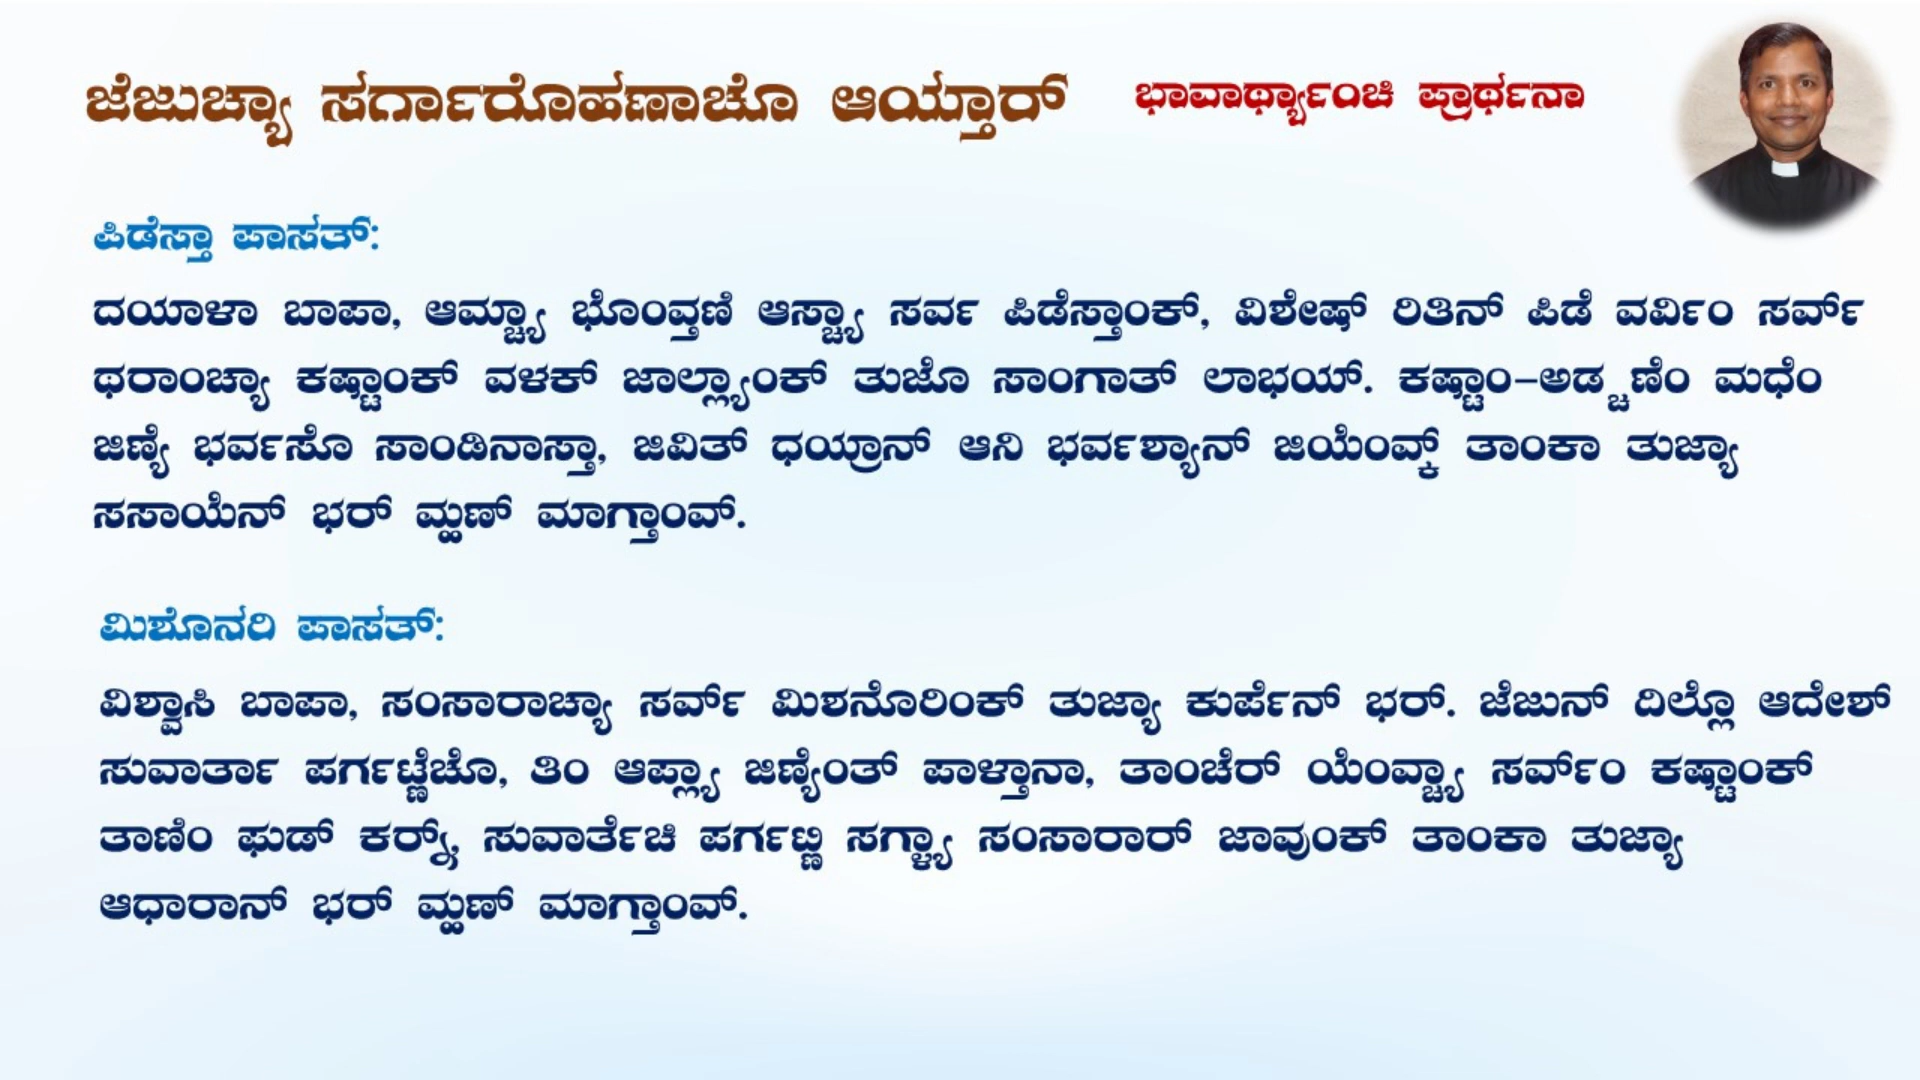 ಜೆಜುಚ್ಯಾ ಸರ್ಗಾರೊಹಣಾಚೊ ಆಯ್ತಾರ್ ಭಾವಾರ್ಥ್ಯಾಂಚಿ ಪ್ರಾರ್ಥನಾ
ಪಿಡೆಸ್ತಾ ಪಾಸತ್:
ದಯಾಳಾ ಬಾಪಾ, ಆಮ್ಚ್ಯಾ ಭೊಂವ್ತಣಿ ಆಸ್ಚ್ಯಾ ಸರ್ವ ಪಿಡೆಸ್ತಾಂಕ್, ವಿಶೇಷ್ ರಿತಿನ್ ಪಿಡೆ ವರ್ವಿಂ ಸರ್ವ್
ಥರಾಂಚ್ಯಾ ಕಷ್ಟಾಂಕ್ ವಳಕ್ ಜಾಲ್ಲ್ಯಾಂಕ್ ತುಜೊ ಸಾಂಗಾತ್ ಲಾಭಯ್. ಕಷ್ಟಾಂ-ಅಡ್ಚಣಿಂ ಮಧೆಂ
ಜಿಣ್ಯೆ ಭರ್ವಸೊ ಸಾಂಡಿನಾಸ್ತಾ, ಜಿವಿತ್ ಧಯ್ರಾನ್ ಆನಿ ಭರ್ವಶ್ಯಾನ್ ಜಿಯೆಂವ್ಕ್ ತಾಂಕಾ ತುಜ್ಯಾ
ಸಸಾಯೆನ್ ಭರ್ ಮ್ಹಣ್ ಮಾಗ್ತಾಂವ್.
ಮಿಶೊನರಿ ಪಾಸತ್:
ವಿಶ್ವಾಸಿ ಬಾಪಾ, ಸಂಸಾರಾಚ್ಯಾ ಸರ್ವ್ ಮಿಶನೊರಿಂಕ್ ತುಜ್ಯಾ ಕುರ್ಪೆನ್ ಭರ್. ಜೆಜುನ್ ದಿಲ್ಲೊ ಆದೇಶ್
ಸುವಾರ್ತಾ ಪರ್ಗಟ್ಣೆಚೊ, ತಿಂ ಆಪ್ಲ್ಯಾ ಜಿಣ್ಯೆಂತ್ ಪಾಳ್ತಾನಾ, ತಾಂಚೆರ್ ಯೆಂವ್ಚ್ಯಾ ಸರ್ವ್ಂ ಕಷ್ಟಾಂಕ್
ತಾಣಿಂ ಫುಡ್ ಕರ್ನ್, ಸುವಾರ್ತೆಚಿ ಪರ್ಗಟ್ಣಿ ಸಗ್ಳ್ಯಾ ಸಂಸಾರಾರ್ ಜಾವುಂಕ್ ತಾಂಕಾ ತುಜ್ಯಾ
ಆಧಾರಾನ್ ಭರ್ ಮ್ಹಣ್ ಮಾಗ್ತಾಂವ್.